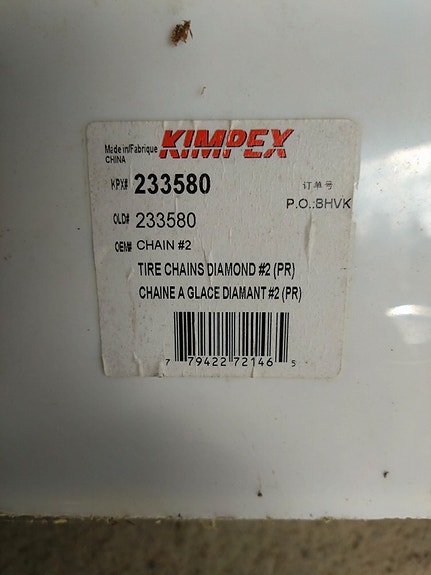 Made in/Fabrique
CHINA
KIMPEX
KPX# 233580
订单号
P.O.:BHVK
OLD# 233580
OEM# CHAIN #2
TIRE CHAINS DIAMOND #2 (PR)
CHAINE A GLACE DIAMANT #2 (PR)
7 79422 72146 5